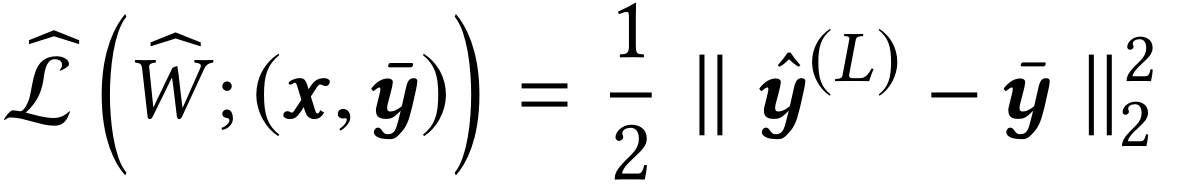 $\widehat{\mathcal{L}}\left(\widehat{W}; (\boldsymbol{x}, \bar{\boldsymbol{y}})\right) = \frac{1}{2} \parallel \hat{\boldsymbol{y}}^{(L)} - \bar{\boldsymbol{y}} \parallel_2^2$